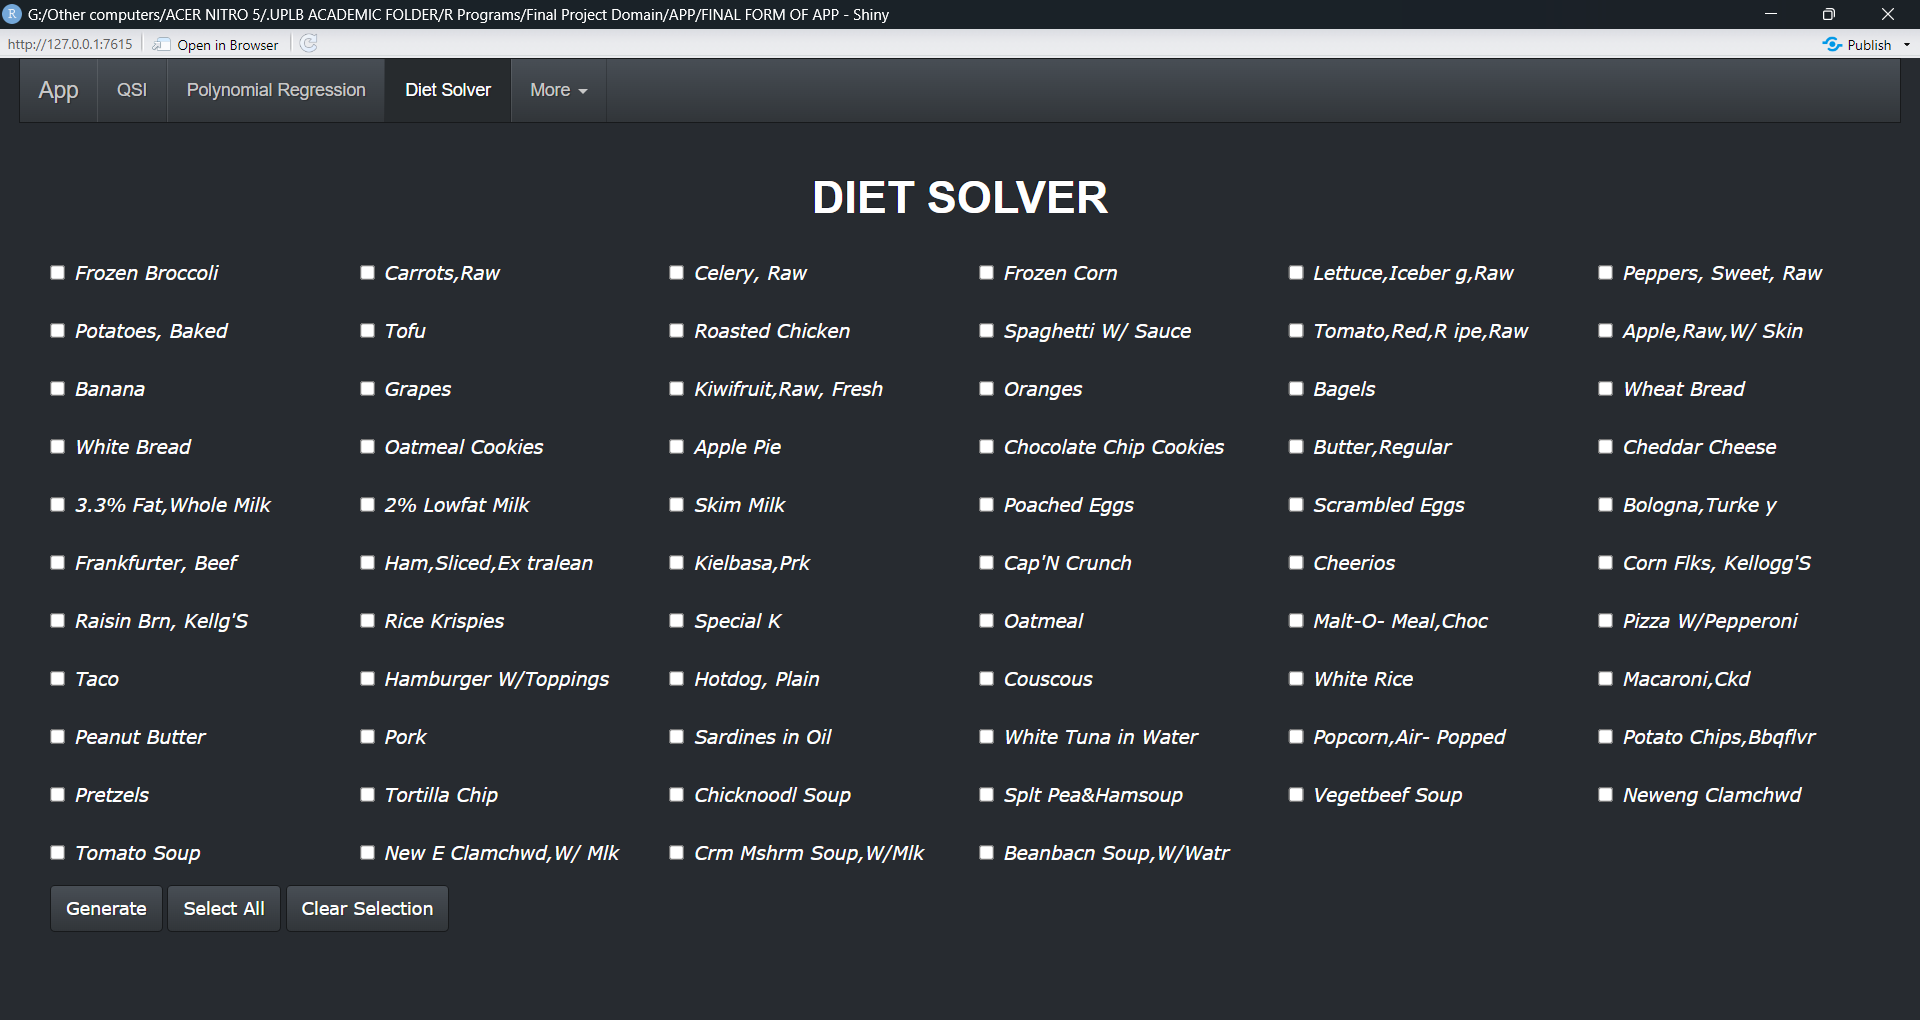 R G:/Other computers/ACER NITRO 5/.UPLB ACADEMIC FOLDER/R Programs/Final Project Domain/APP/FINAL FORM OF APP - Shiny
http://127.0.0.1:7615 Open in Browser Publish
App QSI Polynomial Regression Diet Solver More
DIET SOLVER
Frozen Broccoli Carrots,Raw Celery, Raw Frozen Corn Lettuce,Iceber g,Raw Peppers, Sweet, Raw
Potatoes, Baked Tofu Roasted Chicken Spaghetti W/ Sauce Tomato,Red,R ipe,Raw Apple,Raw,W/ Skin
Banana Grapes Kiwifruit,Raw, Fresh Oranges Bagels Wheat Bread
White Bread Oatmeal Cookies Apple Pie Chocolate Chip Cookies Butter,Regular Cheddar Cheese
3.3% Fat,Whole Milk 2% Lowfat Milk Skim Milk Poached Eggs Scrambled Eggs Bologna,Turke y
Frankfurter, Beef Ham,Sliced,Ex tralean Kielbasa,Prk Cap'N Crunch Cheerios Corn Flks, Kellogg'S
Raisin Brn, Kellg'S Rice Krispies Special K Oatmeal Malt-O- Meal,Choc Pizza W/Pepperoni
Taco Hamburger W/Toppings Hotdog, Plain Couscous White Rice Macaroni,Ckd
Peanut Butter Pork Sardines in Oil White Tuna in Water Popcorn,Air- Popped Potato Chips,Bbqflvr
Pretzels Tortilla Chip Chicknoodl Soup Splt Pea&Hamsoup Vegetbeef Soup Neweng Clamchwd
Tomato Soup New E Clamchwd,W/ Mlk Crm Mshrm Soup,W/Mlk Beanbacn Soup,W/Watr
Generate Select All Clear Selection